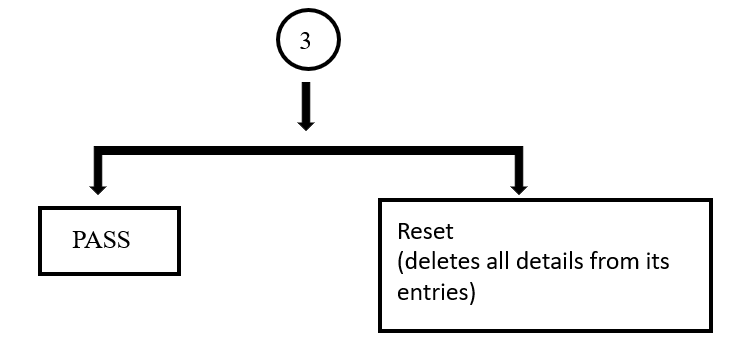 3
PASS
Reset
(deletes all details from its
entries)